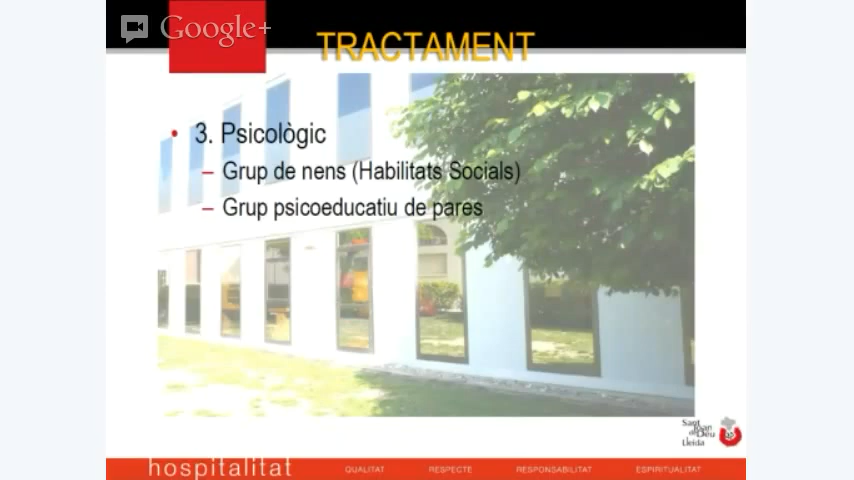 Google+
TRACTAMENT
• 3. Psicològic
– Grup de nens (Habilitats Socials)
– Grup psicoeducatiu de pares
Sant
Joan
de Déu
Lleida
hospitalitat
QUALITAT
RESPECTE
RESPONSABILITAT
ESPIRITUALITAT